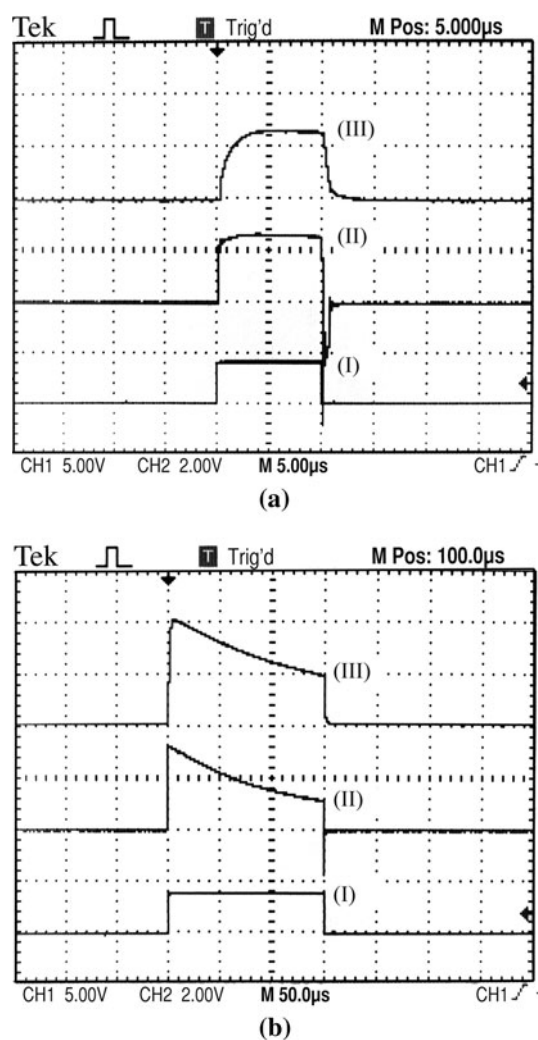 Tek T Trig'd M Pos: 5.000µs
(III)
(II)
(I)
CH1 5.00V CH2 2.00V M 5.00µs CH1
(a)
Tek T Trig'd M Pos: 100.0µs
(III)
(II)
(I)
CH1 5.00V CH2 2.00V M 50.0µs CH1
(b)